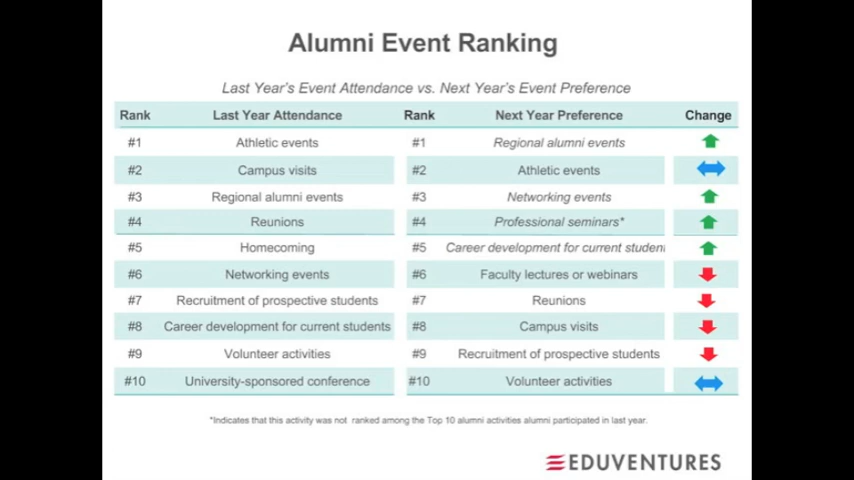 Alumni Event Ranking
Last Year's Event Attendance vs. Next Year's Event Preference
Rank Last Year Attendance Rank Next Year Preference Change
#1 Athletic events #1 Regional alumni events
#2 Campus visits #2 Athletic events
#3 Regional alumni events #3 Networking events
#4 Reunions #4 Professional seminars*
#5 Homecoming #5 Career development for current studen
#6 Networking events #6 Faculty lectures or webinars
#7 Recruitment of prospective students #7 Reunions
#8 Career development for current students #8 Campus visits
#9 Volunteer activities #9 Recruitment of prospective students
#10 University-sponsored conference #10 Volunteer activities
*Indicates that this activity was not ranked among the Top 10 alumni activities alumni participated in last year.
EDUVENTURES